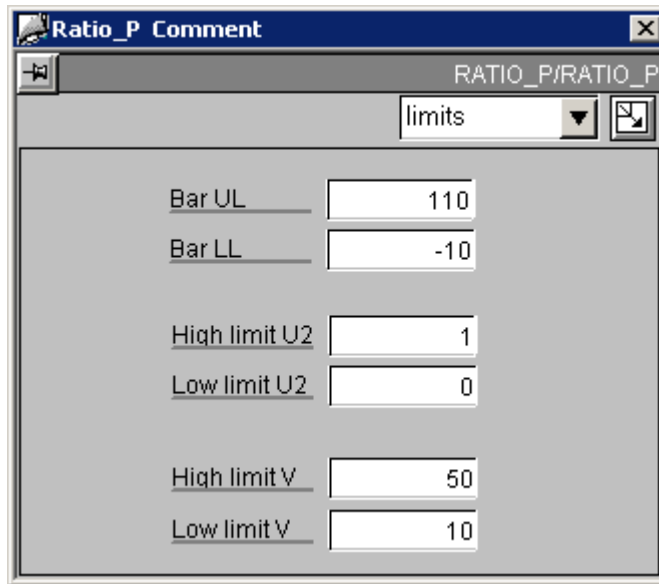 Ratio_P Comment
RATIO_P/RATIO_P
limits
Bar UL 110
Bar LL -10
High limit U2 1
Low limit U2 0
High limit V 50
Low limit V 10